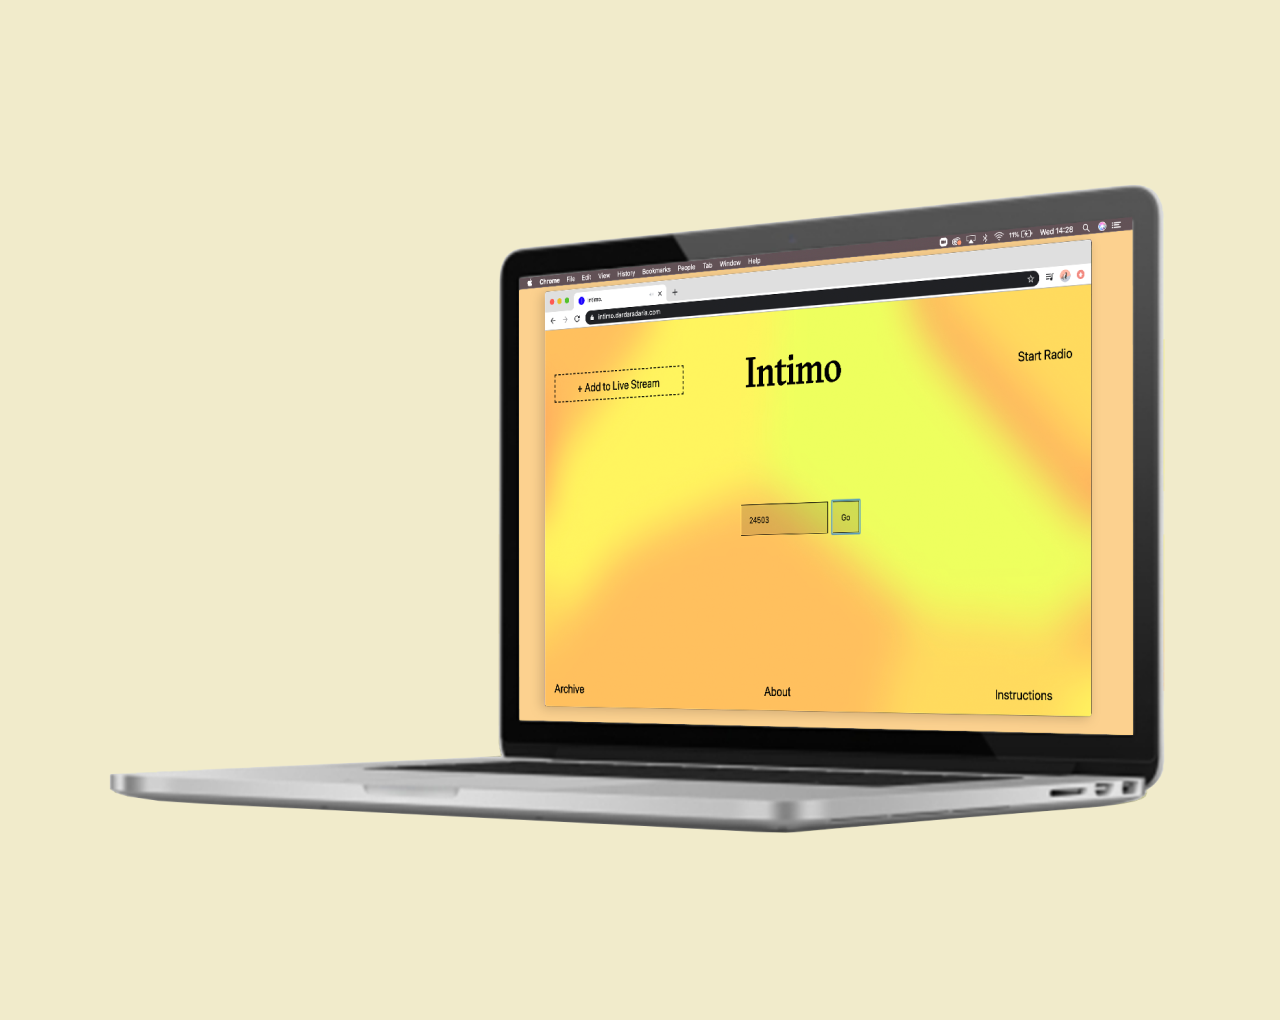 Chrome File Edit View History Bookmarks People Tab Window Help 11% Wed 14:28
Intimo.
intimo.dardaradaria.com
+ Add to Live Stream
Intimo
Start Radio
24503
Go
Archive
About
Instructions